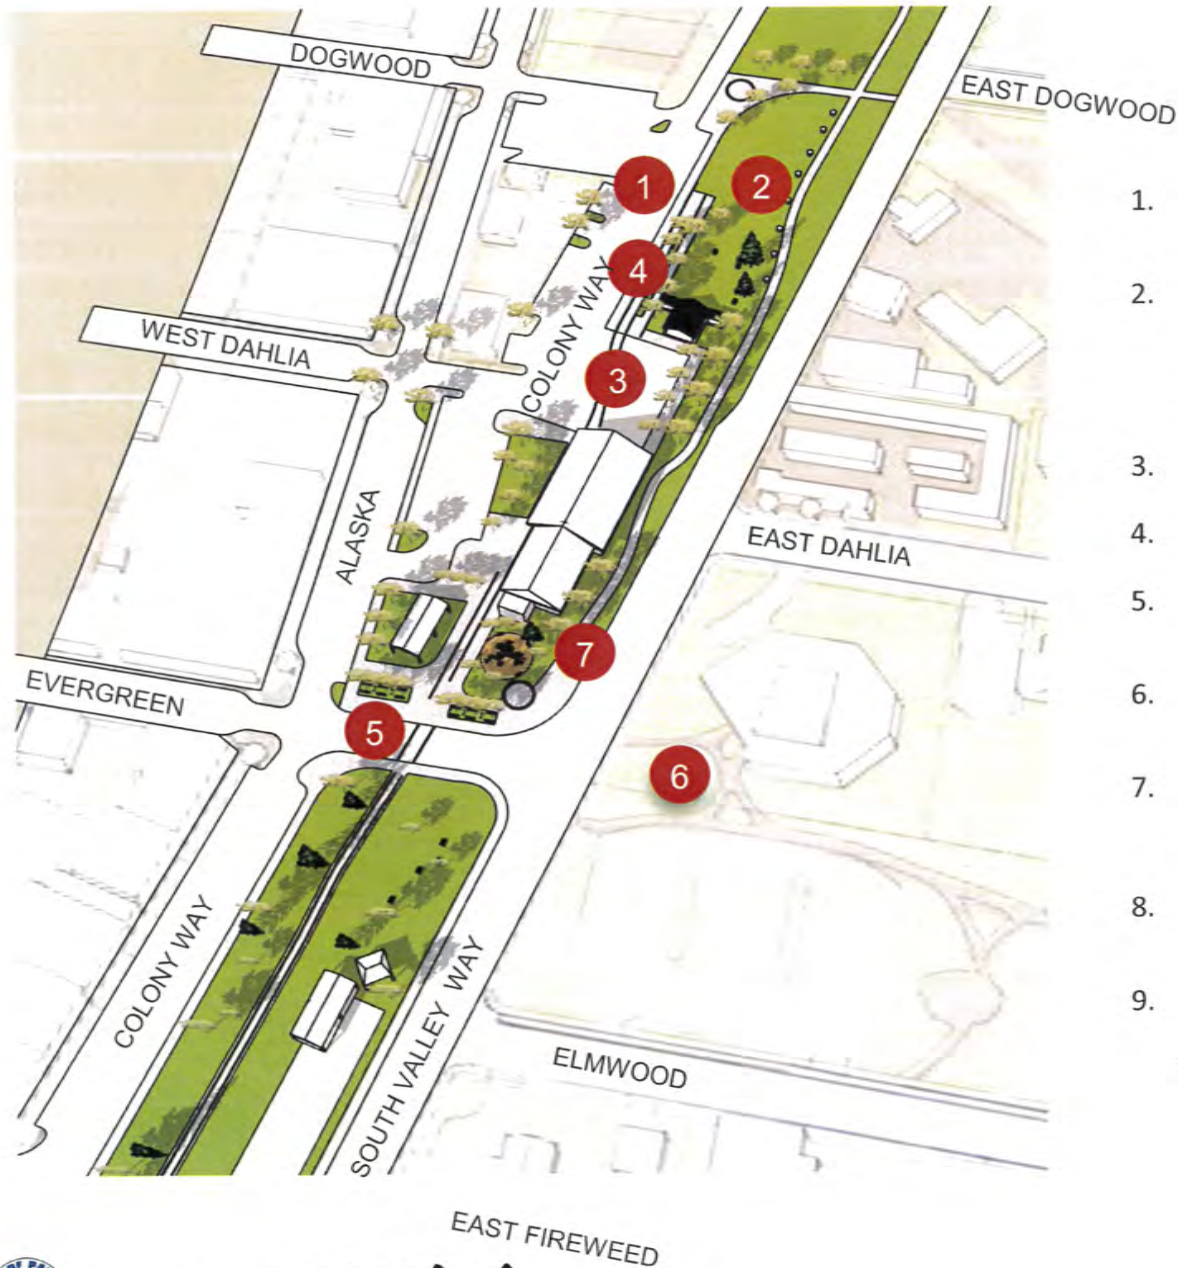 DOGWOOD
EAST DOGWOOD
1
2
1.
4
2.
COLONY WAY
WEST DAHLIA
3
3.
ALASKA
EAST DAHLIA
4.
5.
7
EVERGREEN
6.
5
6
7.
8.
COLONY WAY
SOUTH VALLEY WAY
9.
ELMWOOD
EAST FIREWEED